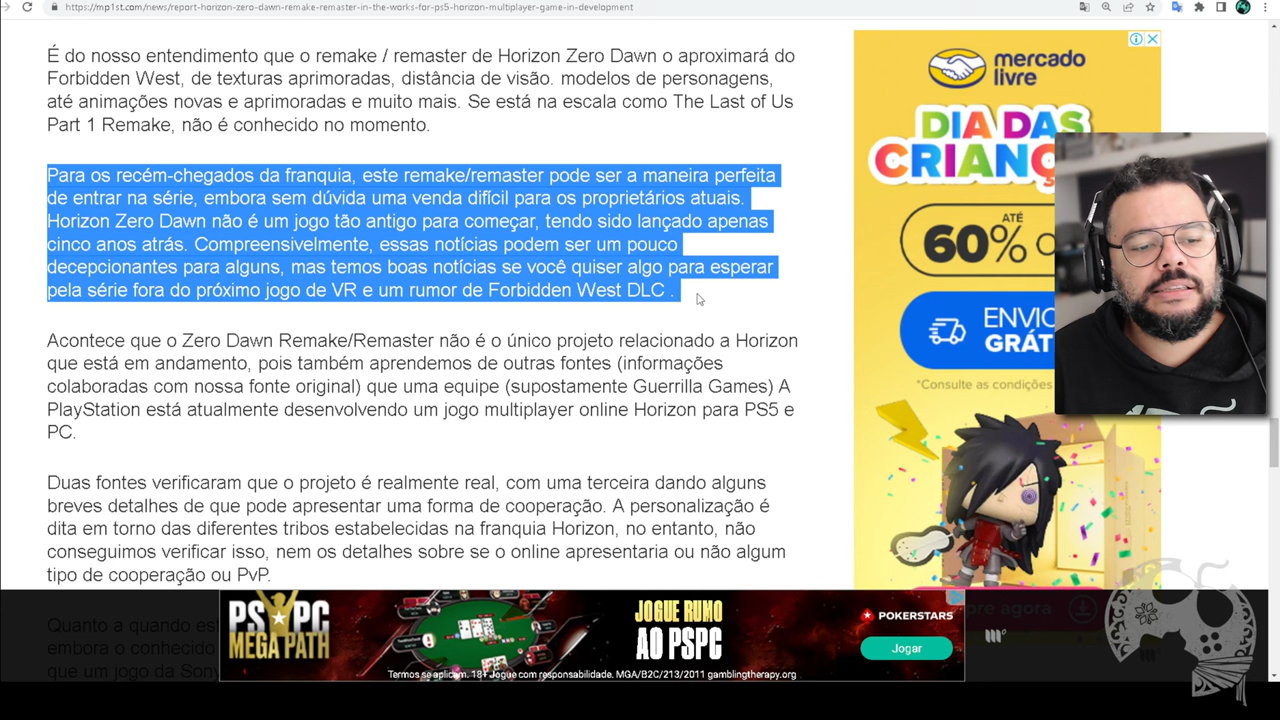 https://mp1st.com/news/report-horizon-zero-dawn-remake-remaster-in-the-works-for-ps5-horizon-multiplayer-game-in-development
É do nosso entendimento que o remake / remaster de Horizon Zero Dawn o aproximará do
Forbidden West, de texturas aprimoradas, distância de visão. modelos de personagens,
até animações novas e aprimoradas e muito mais. Se está na escala como The Last of Us
Part 1 Remake, não é conhecido no momento.
Para os recém-chegados da franquia, este remake/remaster pode ser a maneira perfeita
de entrar na série, embora sem dúvida uma venda difícil para os proprietários atuais.
Horizon Zero Dawn não é um jogo tão antigo para começar, tendo sido lançado apenas
cinco anos atrás. Compreensivelmente, essas notícias podem ser um pouco
decepcionantes para alguns, mas temos boas notícias se você quiser algo para esperar
pela série fora do próximo jogo de VR e um rumor de Forbidden West DLC .
Acontece que o Zero Dawn Remake/Remaster não é o único projeto relacionado a Horizon
que está em andamento, pois também aprendemos de outras fontes (informações
colaboradas com nossa fonte original) que uma equipe (supostamente Guerrilla Games) A
PlayStation está atualmente desenvolvendo um jogo multiplayer online Horizon para PS5 e
PC.
Duas fontes verificaram que o projeto é realmente real, com uma terceira dando alguns
breves detalhes de que pode apresentar uma forma de cooperação. A personalização é
dita em torno das diferentes tribos estabelecidas na franquia Horizon, no entanto, não
conseguimos verificar isso, nem os detalhes sobre se o online apresentaria ou não algum
tipo de cooperação ou PvP.
Quanto a quando est
embora o conhecido
que um jogo da Sony
mercado
livre
DIA DAS
CRIANÇ
ATÉ
60% O
ENVIO
GRÁT
*Consulte as condições
pre agora
PSPC
MEGA PATH
JOGUE RUMO
AO PSPC
POKERSTARS
Jogar
Termos se aplicam. 18+ Jogue com responsabilidade. MGA/B2C/213/2011 gamblingtherapy.org